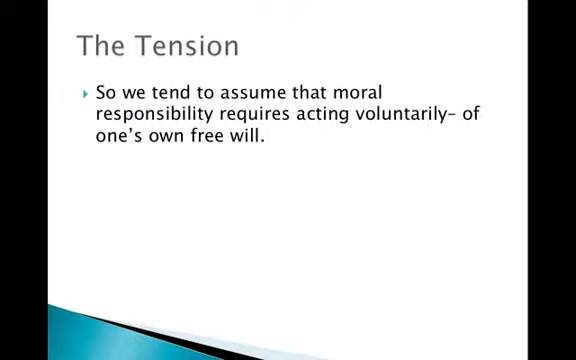 The Tension
So we tend to assume that moral
responsibility requires acting voluntarily– of
one's own free will.